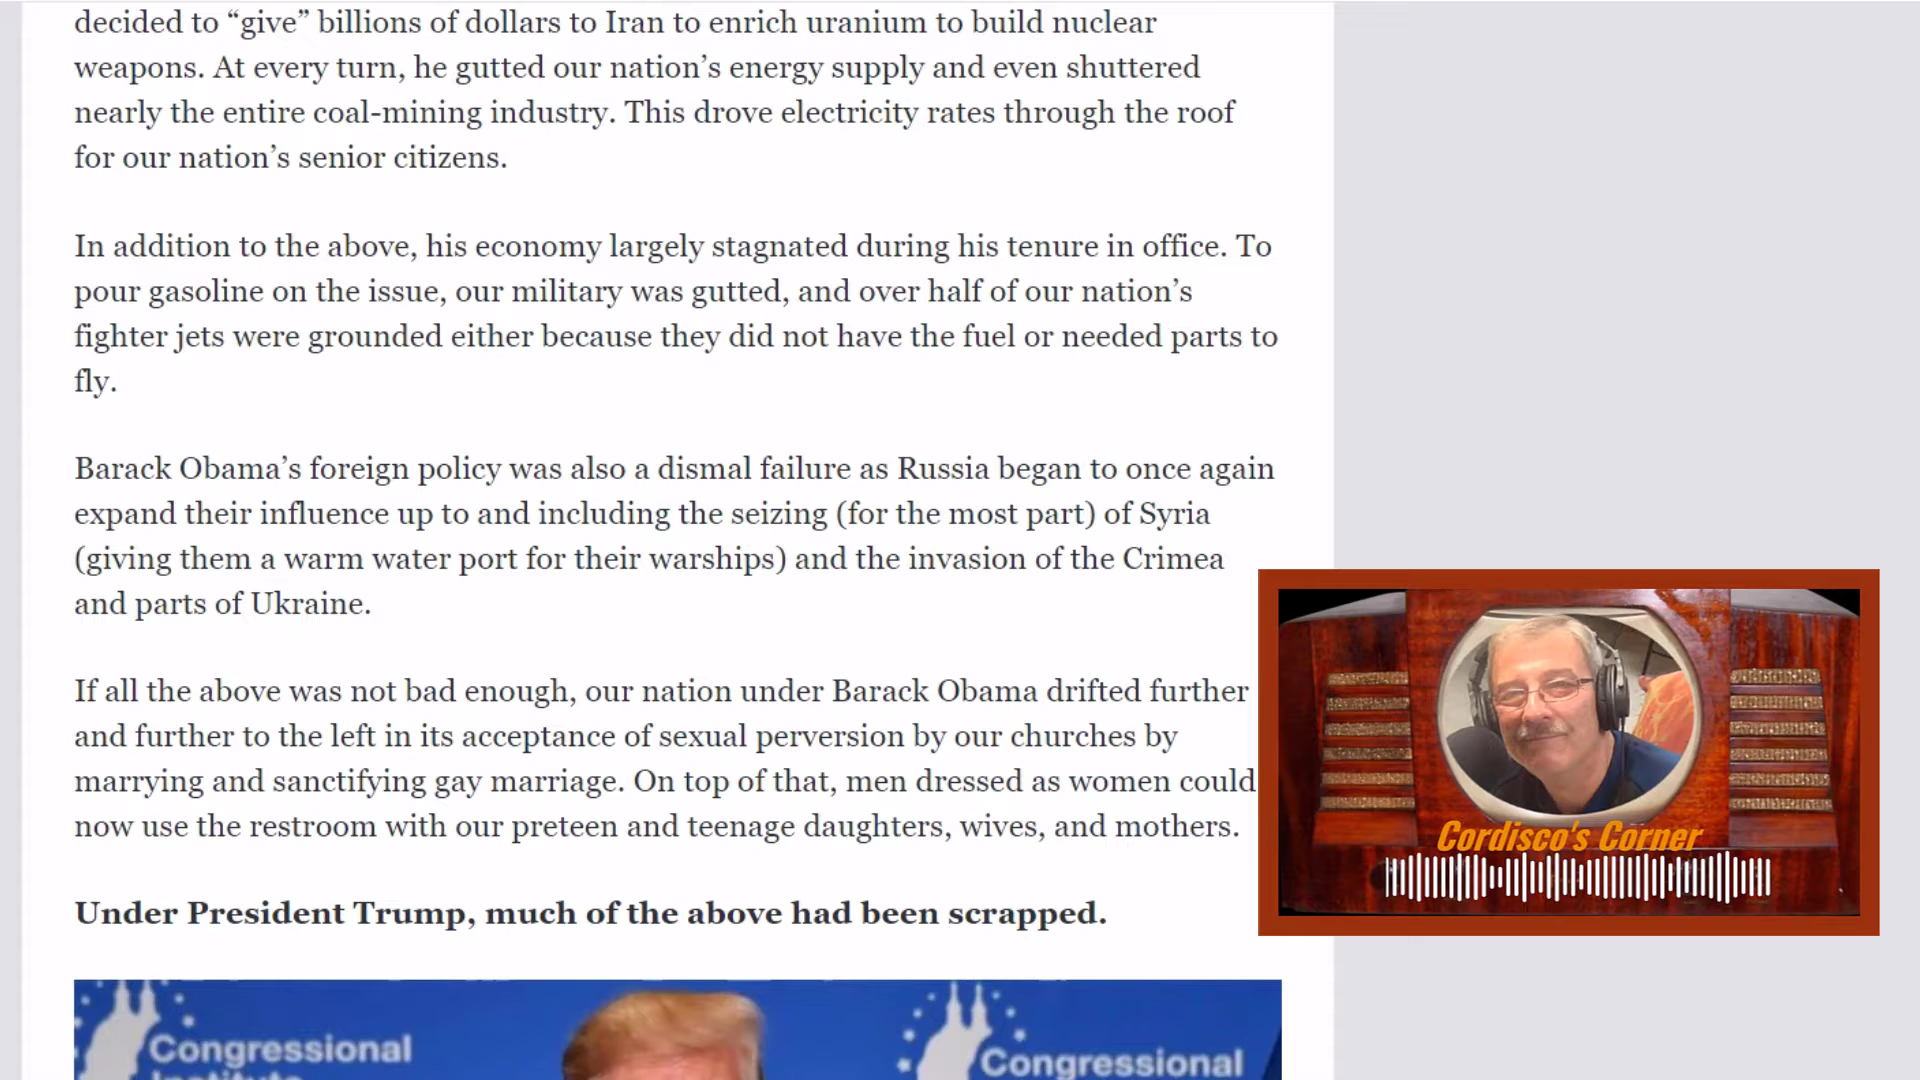 decided to “give” billions of dollars to Iran to enrich uranium to build nuclear
weapons. At every turn, he gutted our nation’s energy supply and even shuttered
nearly the entire coal-mining industry. This drove electricity rates through the roof
for our nation’s senior citizens.
In addition to the above, his economy largely stagnated during his tenure in office. To
pour gasoline on the issue, our military was gutted, and over half of our nation’s
fighter jets were grounded either because they did not have the fuel or needed parts to
fly.
Barack Obama’s foreign policy was also a dismal failure as Russia began to once again
expand their influence up to and including the seizing (for the most part) of Syria
(giving them a warm water port for their warships) and the invasion of the Crimea
and parts of Ukraine.
If all the above was not bad enough, our nation under Barack Obama drifted further
and further to the left in its acceptance of sexual perversion by our churches by
marrying and sanctifying gay marriage. On top of that, men dressed as women could
now use the restroom with our preteen and teenage daughters, wives, and mothers.
Under President Trump, much of the above had been scrapped.
Cordisco's Corner
Congressional
Institute
Congressional